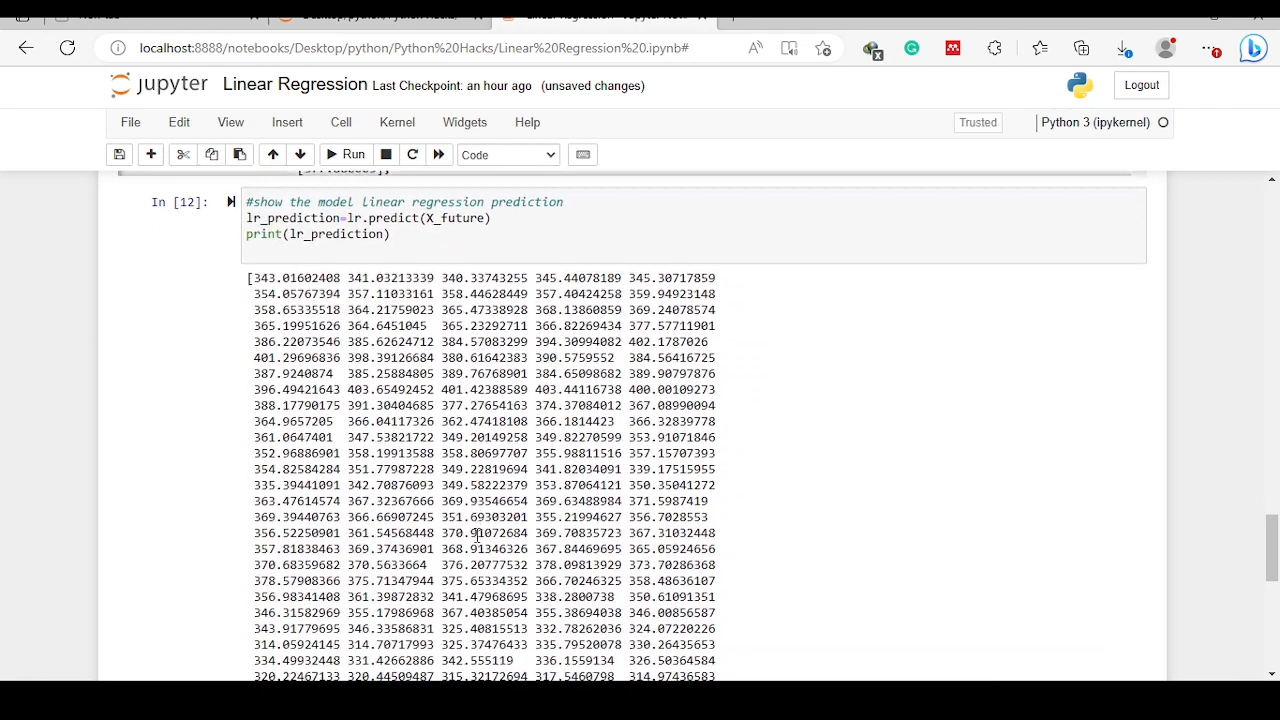 localhost:8888/notebooks/Desktop/python/Python%20Hacks/Linear%20Regression%20.ipynb#
jupyter Linear Regression Last Checkpoint: an hour ago (unsaved changes) Logout
File Edit View Insert Cell Kernel Widgets Help Trusted Python 3 (ipykernel)
Run Code
In [12]: #show the model linear regression prediction
lr_prediction=lr.predict(X_future)
print(lr_prediction)
[343.01602408 341.03213339 340.33743255 345.44078189 345.30717859
354.05767394 357.11033161 358.44628449 357.40424258 359.94923148
358.65335518 364.21759023 365.47338928 368.13860859 369.24078574
365.19951626 364.6451045 365.23292711 366.82269434 377.57711901
386.22073546 385.62624712 384.57083299 394.30994082 402.1787026
401.29696836 398.39126684 380.61642383 390.5759552 384.56416725
387.9240874 385.25884805 389.76768901 384.65098682 389.90797876
396.49421643 403.65492452 401.42388589 403.44116738 400.00109273
388.17790175 391.30404685 377.27654163 374.37084012 367.08990094
364.9657205 366.04117326 362.47418108 366.1814423 366.32839778
361.0647401 347.53821722 349.20149258 349.82270599 353.91071846
352.96886901 358.19913588 358.80697707 355.98811516 357.15707393
354.82584284 351.77987228 349.22819694 341.82034091 339.17515955
335.39441091 342.70876093 349.58222379 353.87064121 350.35041272
363.47614574 367.32367666 369.93546654 369.63488984 371.5987419
369.39440763 366.66907245 351.69303201 355.21994627 356.7028553
356.52250901 361.54568448 370.91072684 369.70835723 367.31032448
357.81838463 369.37436901 368.91346326 367.84469695 365.05924656
370.68359682 370.5633664 376.20777532 378.09813929 373.70286368
378.57908366 375.71347944 375.65334352 366.70246325 358.48636107
356.98341408 361.39872832 341.47968695 338.2800738 350.61091351
346.31582969 355.17986968 367.40385054 355.38694038 346.00856587
343.91779695 346.33586831 325.40815513 332.78262036 324.07220226
314.05924145 314.70717993 325.37476433 335.79520078 330.26435653
334.49932448 331.42662886 342.555119 336.1559134 326.50364584
320.22467133 320.44509487 315.32172694 317.5460798 314.97436583